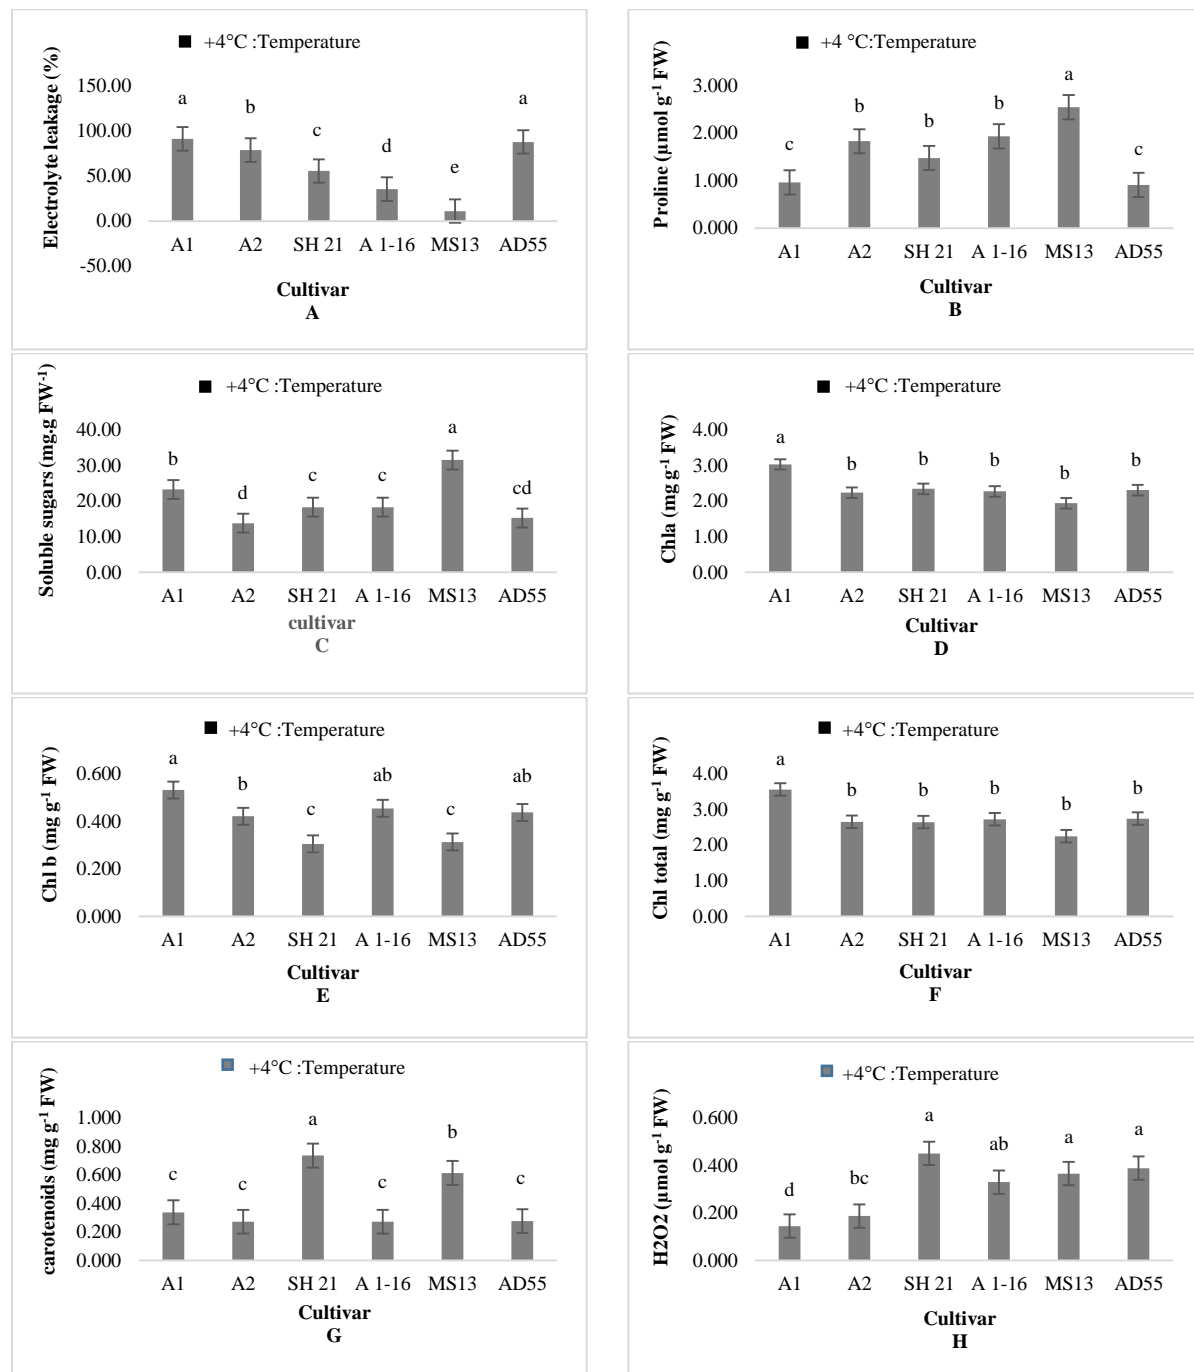 +4°C :Temperature
Electrolyte leakage (%)
150.00
100.00
50.00
0.00
-50.00
a
b
c
d
e
a
A1 A2 SH 21 A 1-16 MS13 AD55
Cultivar
A
+4 °C:Temperature
Proline (µmol g-1 FW)
3.000
2.000
1.000
0.000
c
b
b
b
a
c
A1 A2 SH 21 A 1-16 MS13 AD55
Cultivar
B
+4°C :Temperature
Soluble sugars (mg.g FW-1)
40.00
30.00
20.00
10.00
0.00
b
d
c
c
a
cd
A1 A2 SH 21 A 1-16 MS13 AD55
cultivar
C
+4°C :Temperature
Chla (mg g-1 FW)
4.00
3.00
2.00
1.00
0.00
a
b
b
b
b
b
A1 A2 SH 21 A 1-16 MS13 AD55
Cultivar
D
+4°C :Temperature
Chl b (mg g-1 FW)
0.600
0.400
0.200
0.000
a
b
c
ab
c
ab
A1 A2 SH 21 A 1-16 MS13 AD55
Cultivar
E
+4°C :Temperature
Chl total (mg g-1 FW)
4.00
3.00
2.00
1.00
0.00
a
b
b
b
b
b
A1 A2 SH 21 A 1-16 MS13 AD55
Cultivar
F
+4°C :Temperature
carotenoids (mg g-1 FW)
1.000
0.800
0.600
0.400
0.200
0.000
c
c
a
c
b
c
A1 A2 SH 21 A 1-16 MS13 AD55
Cultivar
G
+4°C :Temperature
H2O2 (µmol g-1 FW)
0.600
0.400
0.200
0.000
d
bc
a
ab
a
a
A1 A2 SH 21 A 1-16 MS13 AD55
Cultivar
H